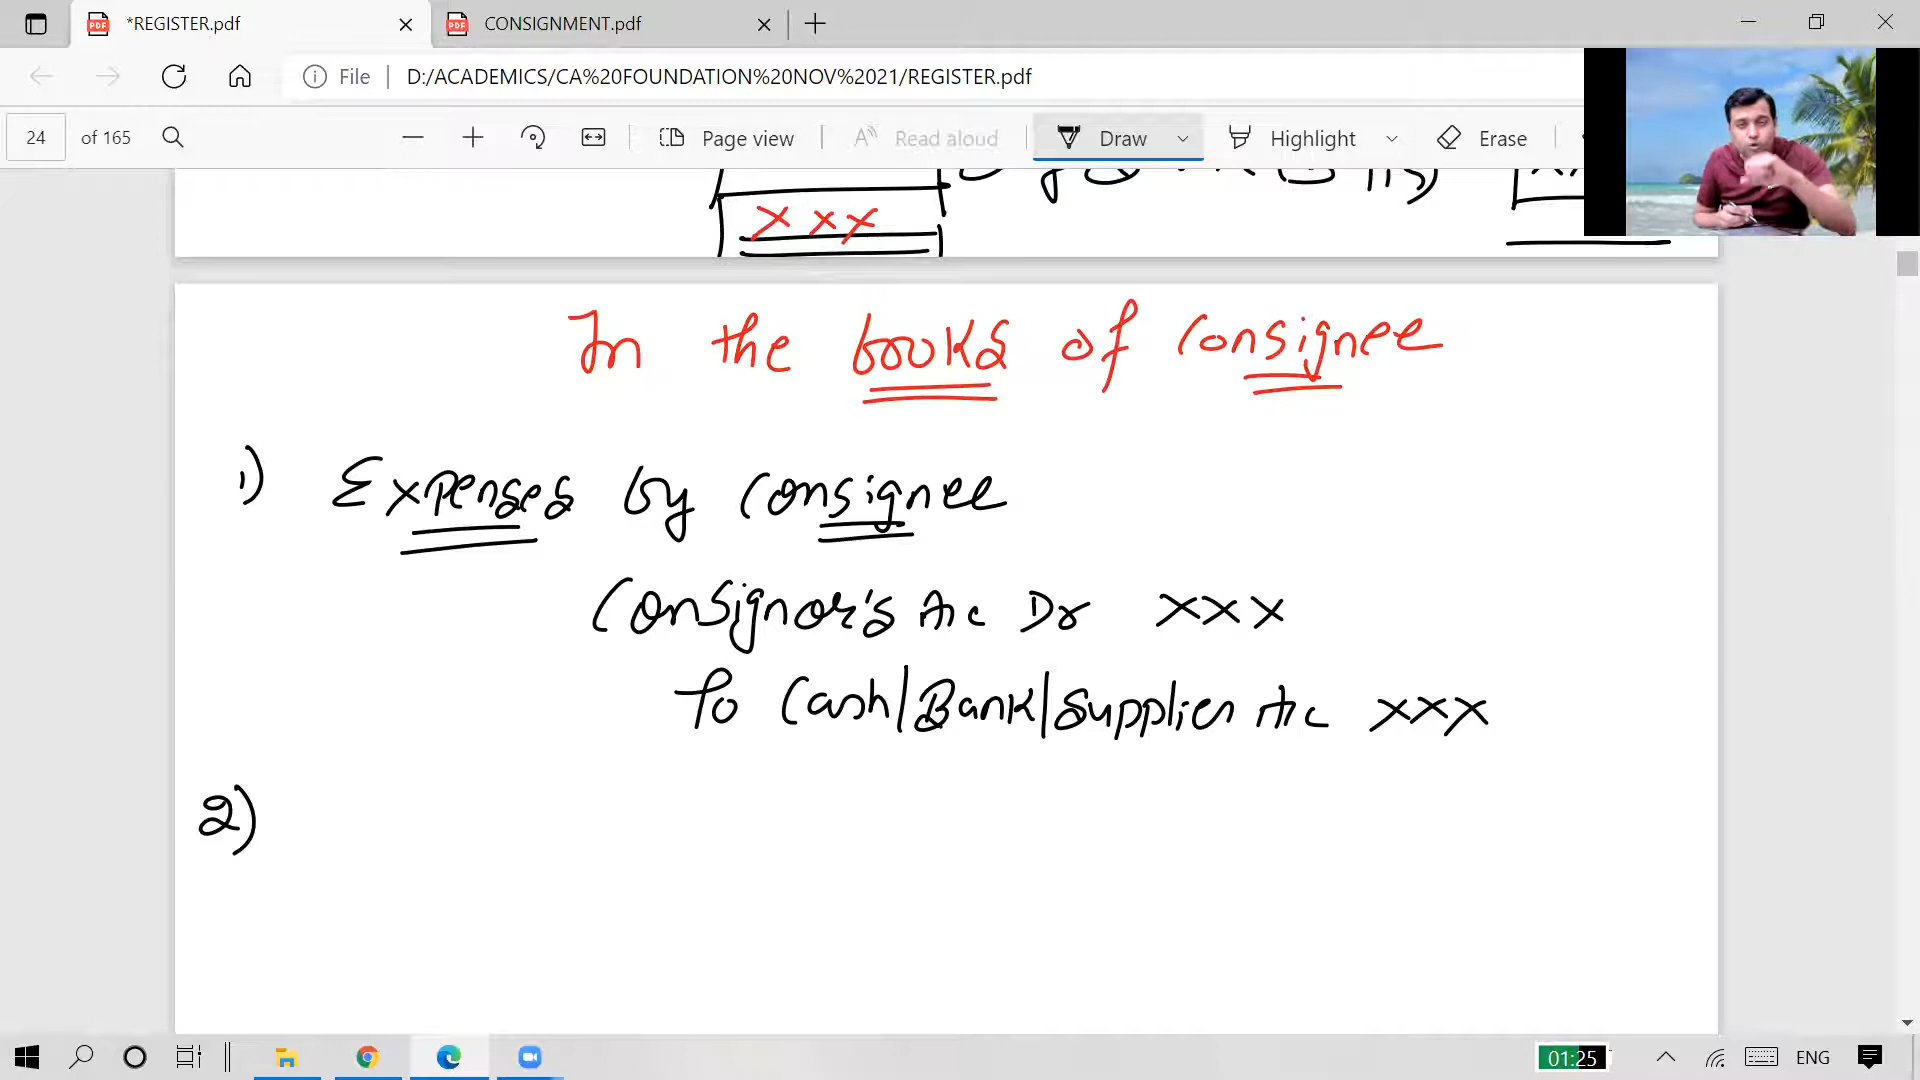 *REGISTER.pdf
CONSIGNMENT.pdf
File D:/ACADEMICS/CA%20FOUNDATION%20NOV%2021/REGISTER.pdf
24 of 165 Page view Read aloud Draw Highlight Erase
x x x
In the books of consignee
1) Expenses by consignee
Consignor's A/c Dr xxx
To Cash|Bank|Supplier A/c xxx
2)
01:25 ENG